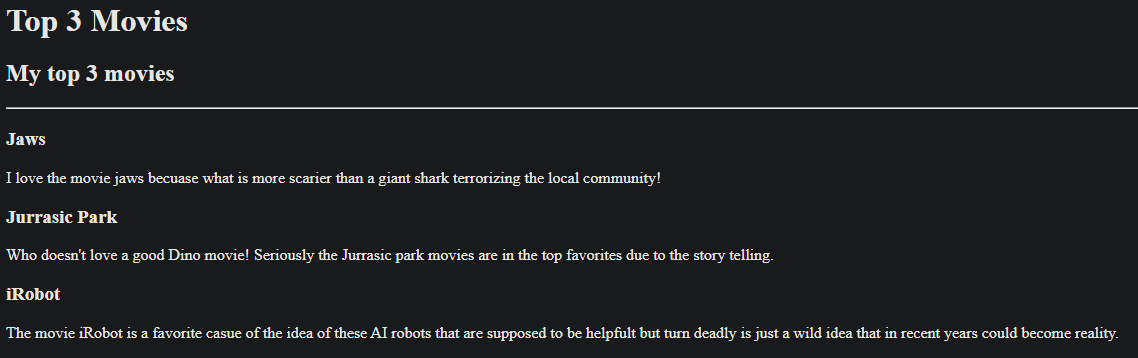 Top 3 Movies
My top 3 movies
Jaws
I love the movie jaws becuase what is more scarier than a giant shark terrorizing the local community!
Jurrasic Park
Who doesn't love a good Dino movie! Seriously the Jurrasic park movies are in the top favorites due to the story telling.
iRobot
The movie iRobot is a favorite casue of the idea of these AI robots that are supposed to be helpfult but turn deadly is just a wild idea that in recent years could become reality.